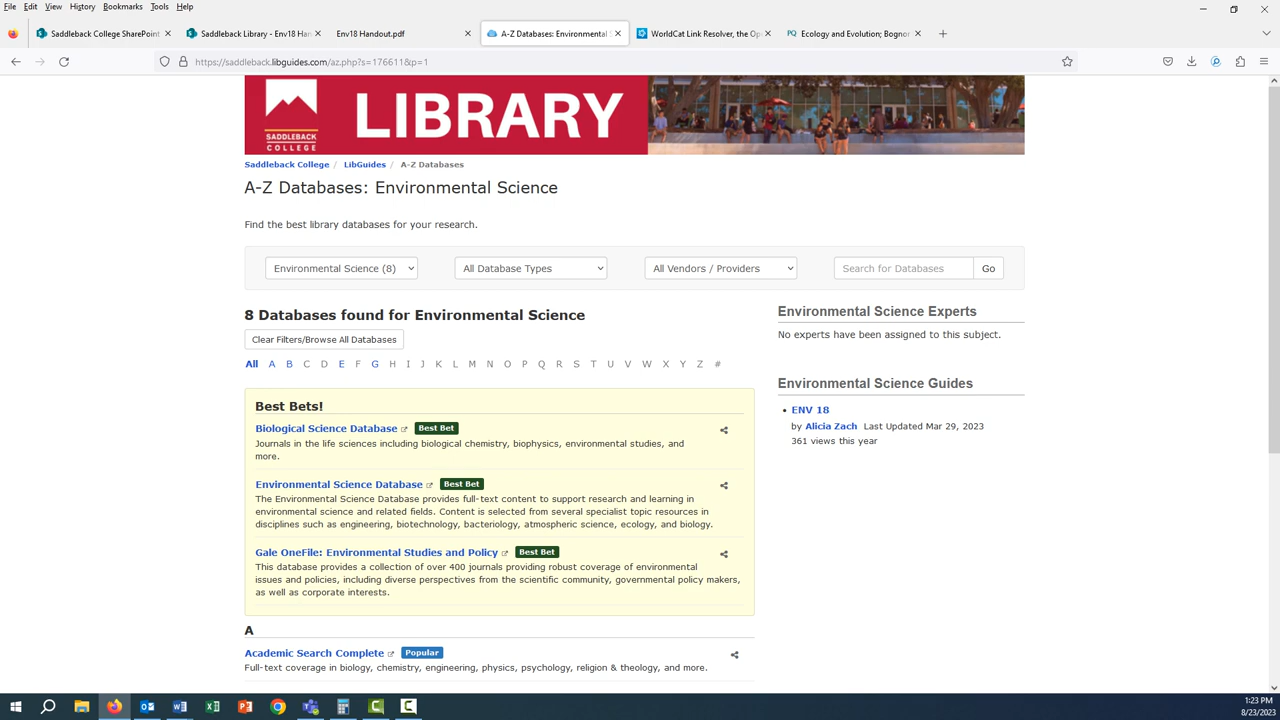 File Edit View History Bookmarks Tools Help
Saddleback College SharePoint
Saddleback Library - Env18 Han
Env18 Handout.pdf
A-Z Databases: Environmental S
WorldCat Link Resolver, the Op
PQ Ecology and Evolution; Bognor
https://saddleback.libguides.com/az.php?s=176611&p=1
SADDLEBACK
COLLEGE
LIBRARY
Saddleback College / LibGuides / A-Z Databases
A-Z Databases: Environmental Science
Find the best library databases for your research.
Environmental Science (8) All Database Types All Vendors / Providers Search for Databases Go
8 Databases found for Environmental Science
Clear Filters/Browse All Databases
All A B C D E F G H I J K L M N O P Q R S T U V W X Y Z #
Best Bets!
Biological Science Database Best Bet
Journals in the life sciences including biological chemistry, biophysics, environmental studies, and
more.
Environmental Science Database Best Bet
The Environmental Science Database provides full-text content to support research and learning in
environmental science and related fields. Content is selected from several specialist topic resources in
disciplines such as engineering, biotechnology, bacteriology, atmospheric science, ecology, and biology.
Gale OneFile: Environmental Studies and Policy Best Bet
This database provides a collection of over 400 journals providing robust coverage of environmental
issues and policies, including diverse perspectives from the scientific community, governmental policy makers,
as well as corporate interests.
A
Academic Search Complete Popular
Full-text coverage in biology, chemistry, engineering, physics, psychology, religion & theology, and more.
Environmental Science Experts
No experts have been assigned to this subject.
Environmental Science Guides
ENV 18
by Alicia Zach Last Updated Mar 29, 2023
361 views this year
1:23 PM
8/23/2023